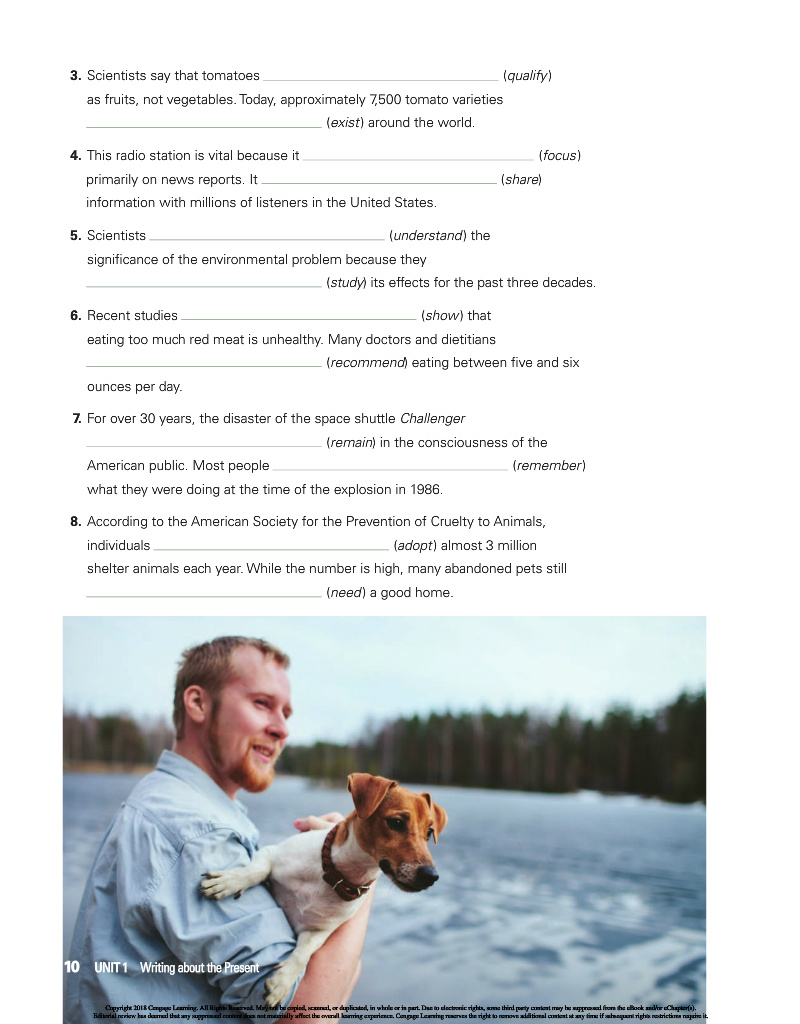 3. Scientists say that tomatoes ______ (qualify)
as fruits, not vegetables. Today, approximately 7,500 tomato varieties
______ (exist) around the world.
4. This radio station is vital because it ______ (focus)
primarily on news reports. It ______ (share)
information with millions of listeners in the United States.
5. Scientists ______ (understand) the
significance of the environmental problem because they
______ (study) its effects for the past three decades.
6. Recent studies ______ (show) that
eating too much red meat is unhealthy. Many doctors and dietitians
______ (recommend) eating between five and six
ounces per day.
7. For over 30 years, the disaster of the space shuttle Challenger
______ (remain) in the consciousness of the
American public. Most people ______ (remember)
what they were doing at the time of the explosion in 1986.
8. According to the American Society for the Prevention of Cruelty to Animals,
individuals ______ (adopt) almost 3 million
shelter animals each year. While the number is high, many abandoned pets still
______ (need) a good home.
10 UNIT 1 Writing about the Present
Copyright 2018 Cengage Learning. All Rights Reserved. May not be copied, scanned, or duplicated, in whole or in part. Due to electronic rights, some third party content may be suppressed from the eBook and/or eChapter(s).
Editorial review has deemed that any suppressed content does not materially affect the overall learning experience. Cengage Learning reserves the right to remove additional content at any time if subsequent rights restrictions require it.